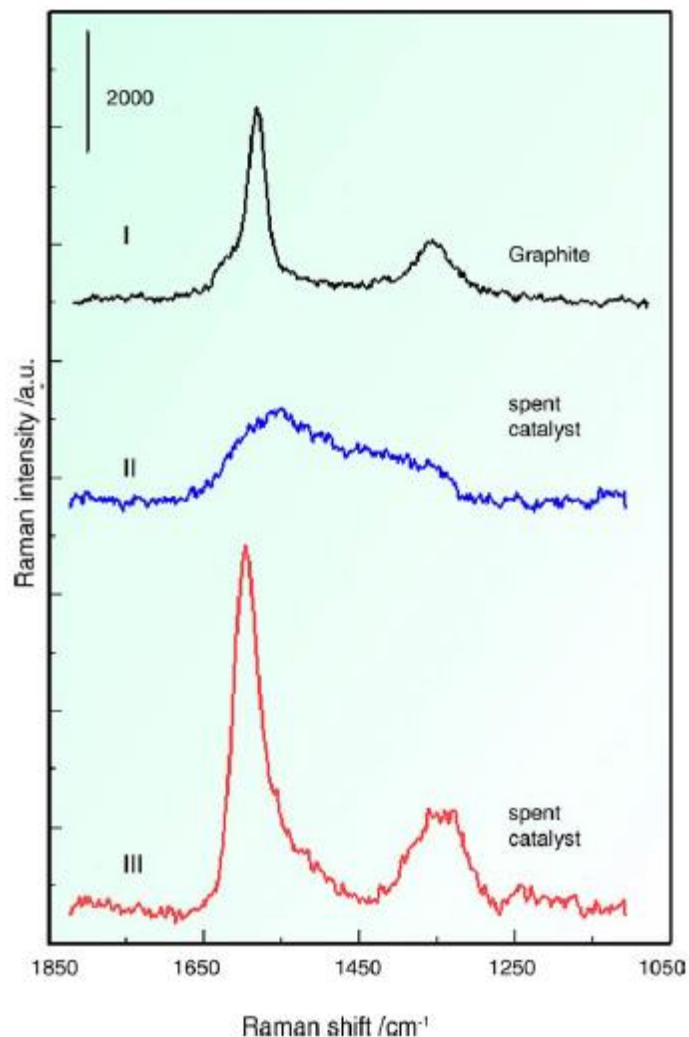 2000
I
Graphite
spent
catalyst
II
Raman intensity /a.u.
spent
catalyst
III
1850 1650 1450 1250 1050
Raman shift /cm⁻¹